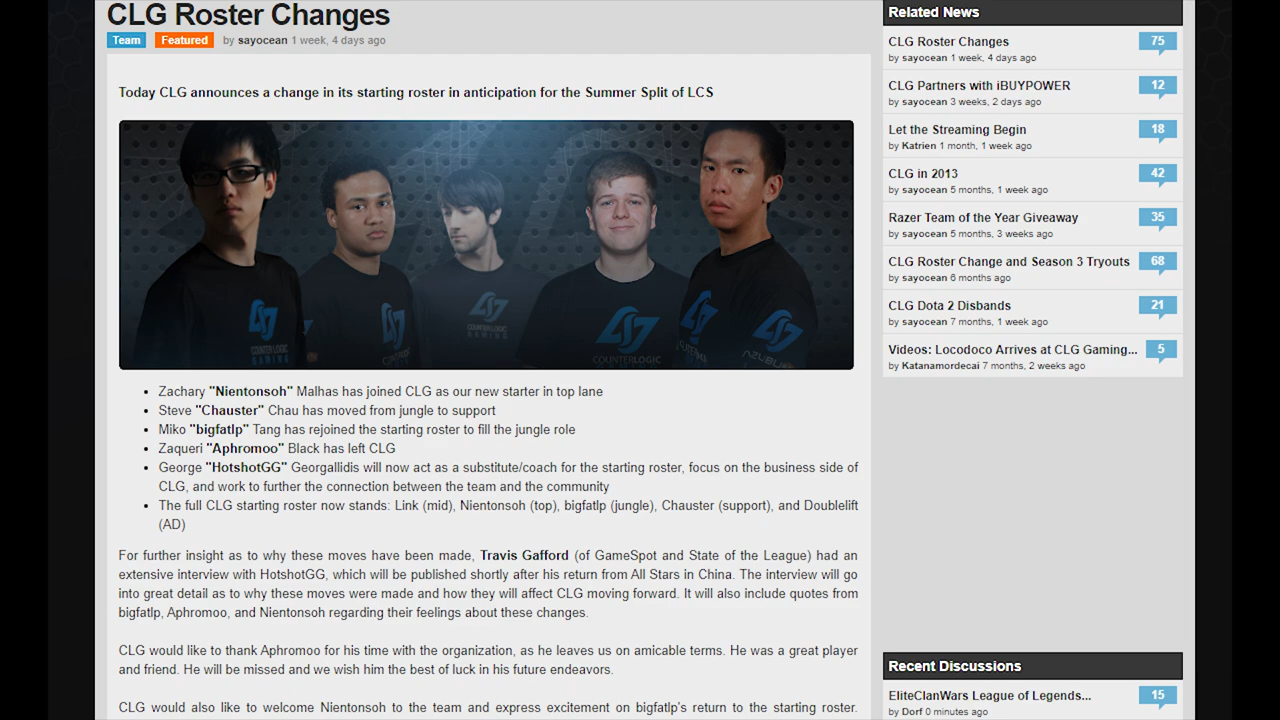 CLG Roster Changes
Team Featured by sayocean 1 week, 4 days ago
Today CLG announces a change in its starting roster in anticipation for the Summer Split of LCS
COUNTER LOGIC
GAMING
COUNTER LOGIC
GAMING
COUNTERLOGIC
AZUBU
Zachary "Nientonsoh" Malhas has joined CLG as our new starter in top lane
Steve "Chauster" Chau has moved from jungle to support
Miko "bigfatlp" Tang has rejoined the starting roster to fill the jungle role
Zaqueri "Aphromoo" Black has left CLG
George "HotshotGG" Georgallidis will now act as a substitute/coach for the starting roster, focus on the business side of
CLG, and work to further the connection between the team and the community
The full CLG starting roster now stands: Link (mid), Nientonsoh (top), bigfatlp (jungle), Chauster (support), and Doublelift
(AD)
For further insight as to why these moves have been made, Travis Gafford (of GameSpot and State of the League) had an
extensive interview with HotshotGG, which will be published shortly after his return from All Stars in China. The interview will go
into great detail as to why these moves were made and how they will affect CLG moving forward. It will also include quotes from
bigfatlp, Aphromoo, and Nientonsoh regarding their feelings about these changes.
CLG would like to thank Aphromoo for his time with the organization, as he leaves us on amicable terms. He was a great player
and friend. He will be missed and we wish him the best of luck in his future endeavors.
CLG would also like to welcome Nientonsoh to the team and express excitement on bigfatlp's return to the starting roster.
Related News
CLG Roster Changes 75
by sayocean 1 week, 4 days ago
CLG Partners with iBUYPOWER 12
by sayocean 3 weeks, 2 days ago
Let the Streaming Begin 18
by Katrien 1 month, 1 week ago
CLG in 2013 42
by sayocean 5 months, 1 week ago
Razer Team of the Year Giveaway 35
by sayocean 5 months, 3 weeks ago
CLG Roster Change and Season 3 Tryouts 68
by sayocean 6 months ago
CLG Dota 2 Disbands 21
by sayocean 7 months, 1 week ago
Videos: Locodoco Arrives at CLG Gaming... 5
by Katanamordecai 7 months, 2 weeks ago
Recent Discussions
EliteClanWars League of Legends... 15
by Dorf 0 minutes ago